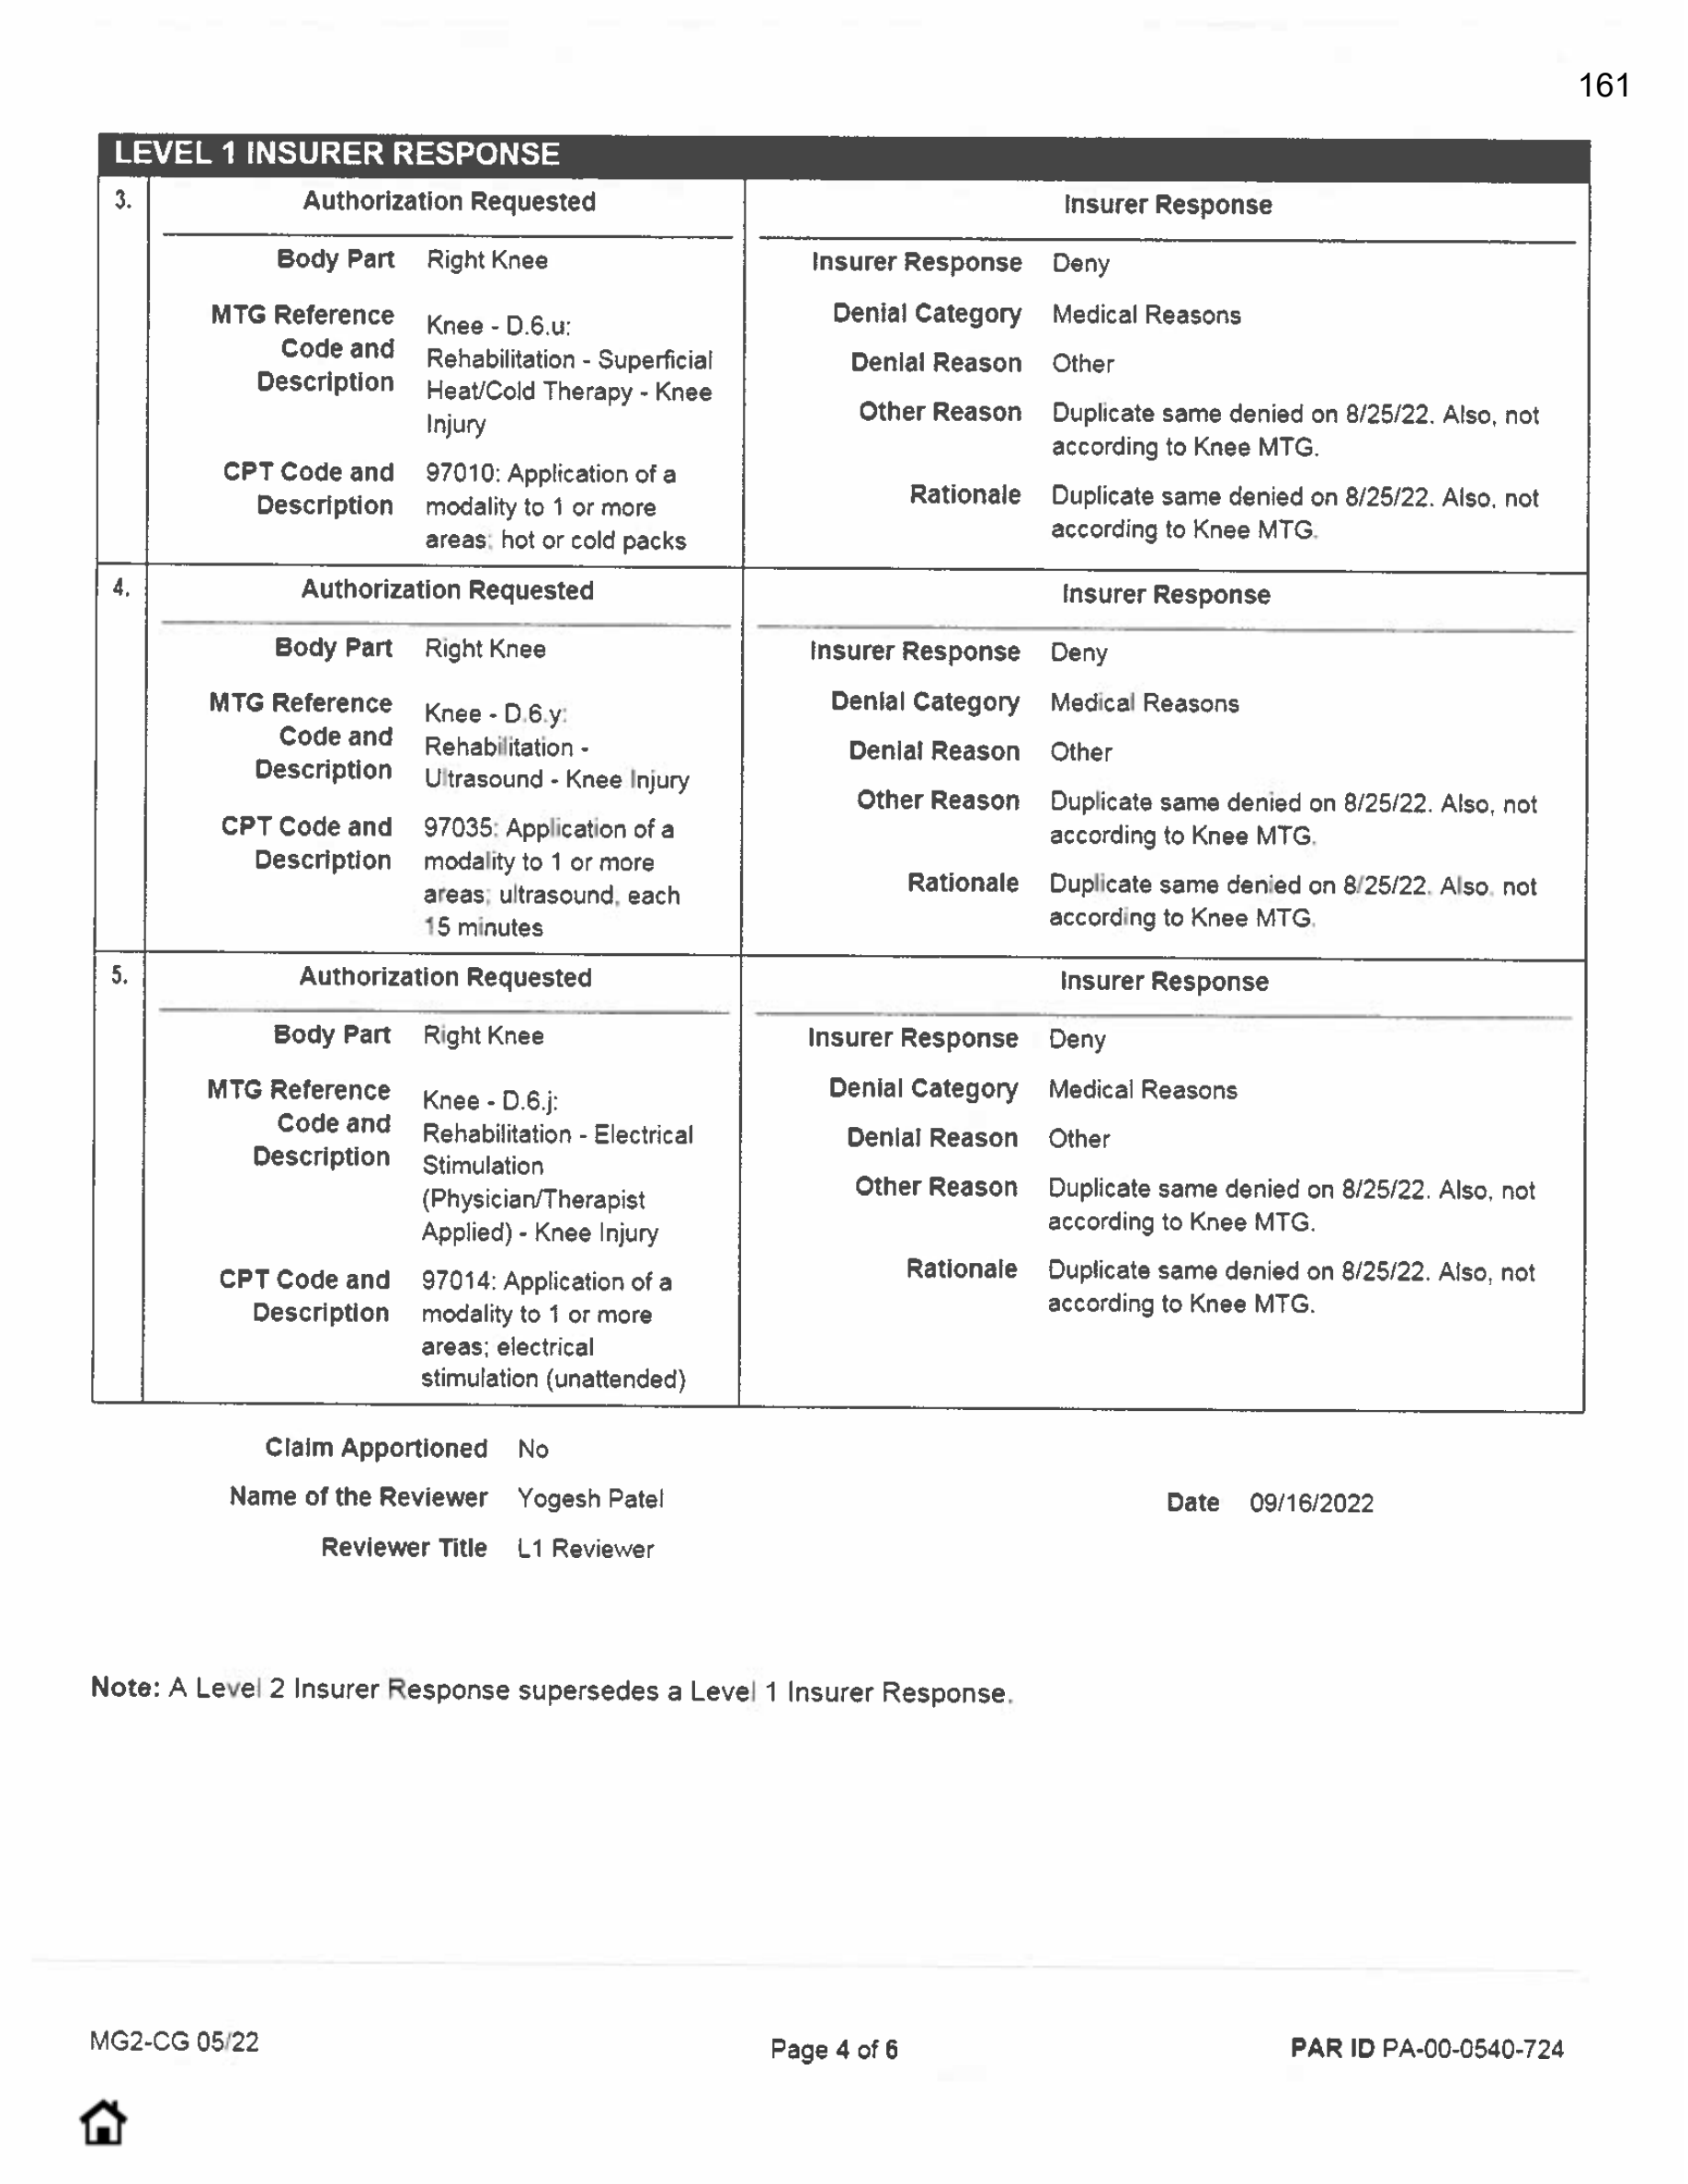 161
LEVEL 1 INSURER RESPONSE
3.
Authorization Requested
Body Part Right Knee
MTG Reference Code and Description
Knee - D.6.u:
Rehabilitation - Superficial
Heat/Cold Therapy - Knee
Injury
CPT Code and Description
97010: Application of a
modality to 1 or more
areas; hot or cold packs
Insurer Response
Insurer Response Deny
Denial Category Medical Reasons
Denial Reason Other
Other Reason Duplicate same denied on 8/25/22. Also, not
according to Knee MTG.
Rationale Duplicate same denied on 8/25/22. Also, not
according to Knee MTG.
4.
Authorization Requested
Body Part Right Knee
MTG Reference Code and Description
Knee - D.6.y:
Rehabilitation -
Ultrasound - Knee Injury
CPT Code and Description
97035: Application of a
modality to 1 or more
areas; ultrasound, each
15 minutes
Insurer Response
Insurer Response Deny
Denial Category Medical Reasons
Denial Reason Other
Other Reason Duplicate same denied on 8/25/22. Also, not
according to Knee MTG.
Rationale Duplicate same denied on 8/25/22. Also, not
according to Knee MTG.
5.
Authorization Requested
Body Part Right Knee
MTG Reference Code and Description
Knee - D.6.j:
Rehabilitation - Electrical
Stimulation
(Physician/Therapist
Applied) - Knee Injury
CPT Code and Description
97014: Application of a
modality to 1 or more
areas; electrical
stimulation (unattended)
Insurer Response
Insurer Response Deny
Denial Category Medical Reasons
Denial Reason Other
Other Reason Duplicate same denied on 8/25/22. Also, not
according to Knee MTG.
Rationale Duplicate same denied on 8/25/22. Also, not
according to Knee MTG.
Claim Apportioned No
Name of the Reviewer Yogesh Patel Date 09/16/2022
Reviewer Title L1 Reviewer
Note: A Level 2 Insurer Response supersedes a Level 1 Insurer Response.
MG2-CG 05/22 Page 4 of 6 PAR ID PA-00-0540-724